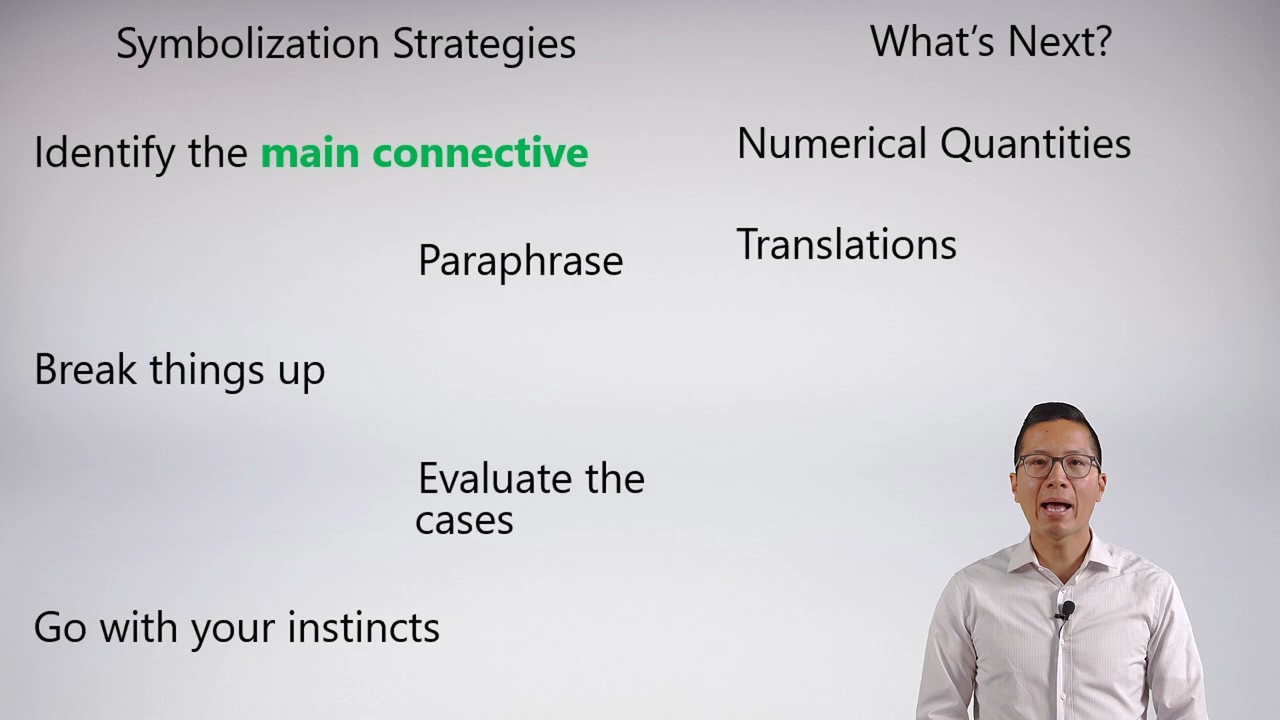 Symbolization Strategies
Identify the main connective
Paraphrase
Break things up
Evaluate the
cases
Go with your instincts
What's Next?
Numerical Quantities
Translations